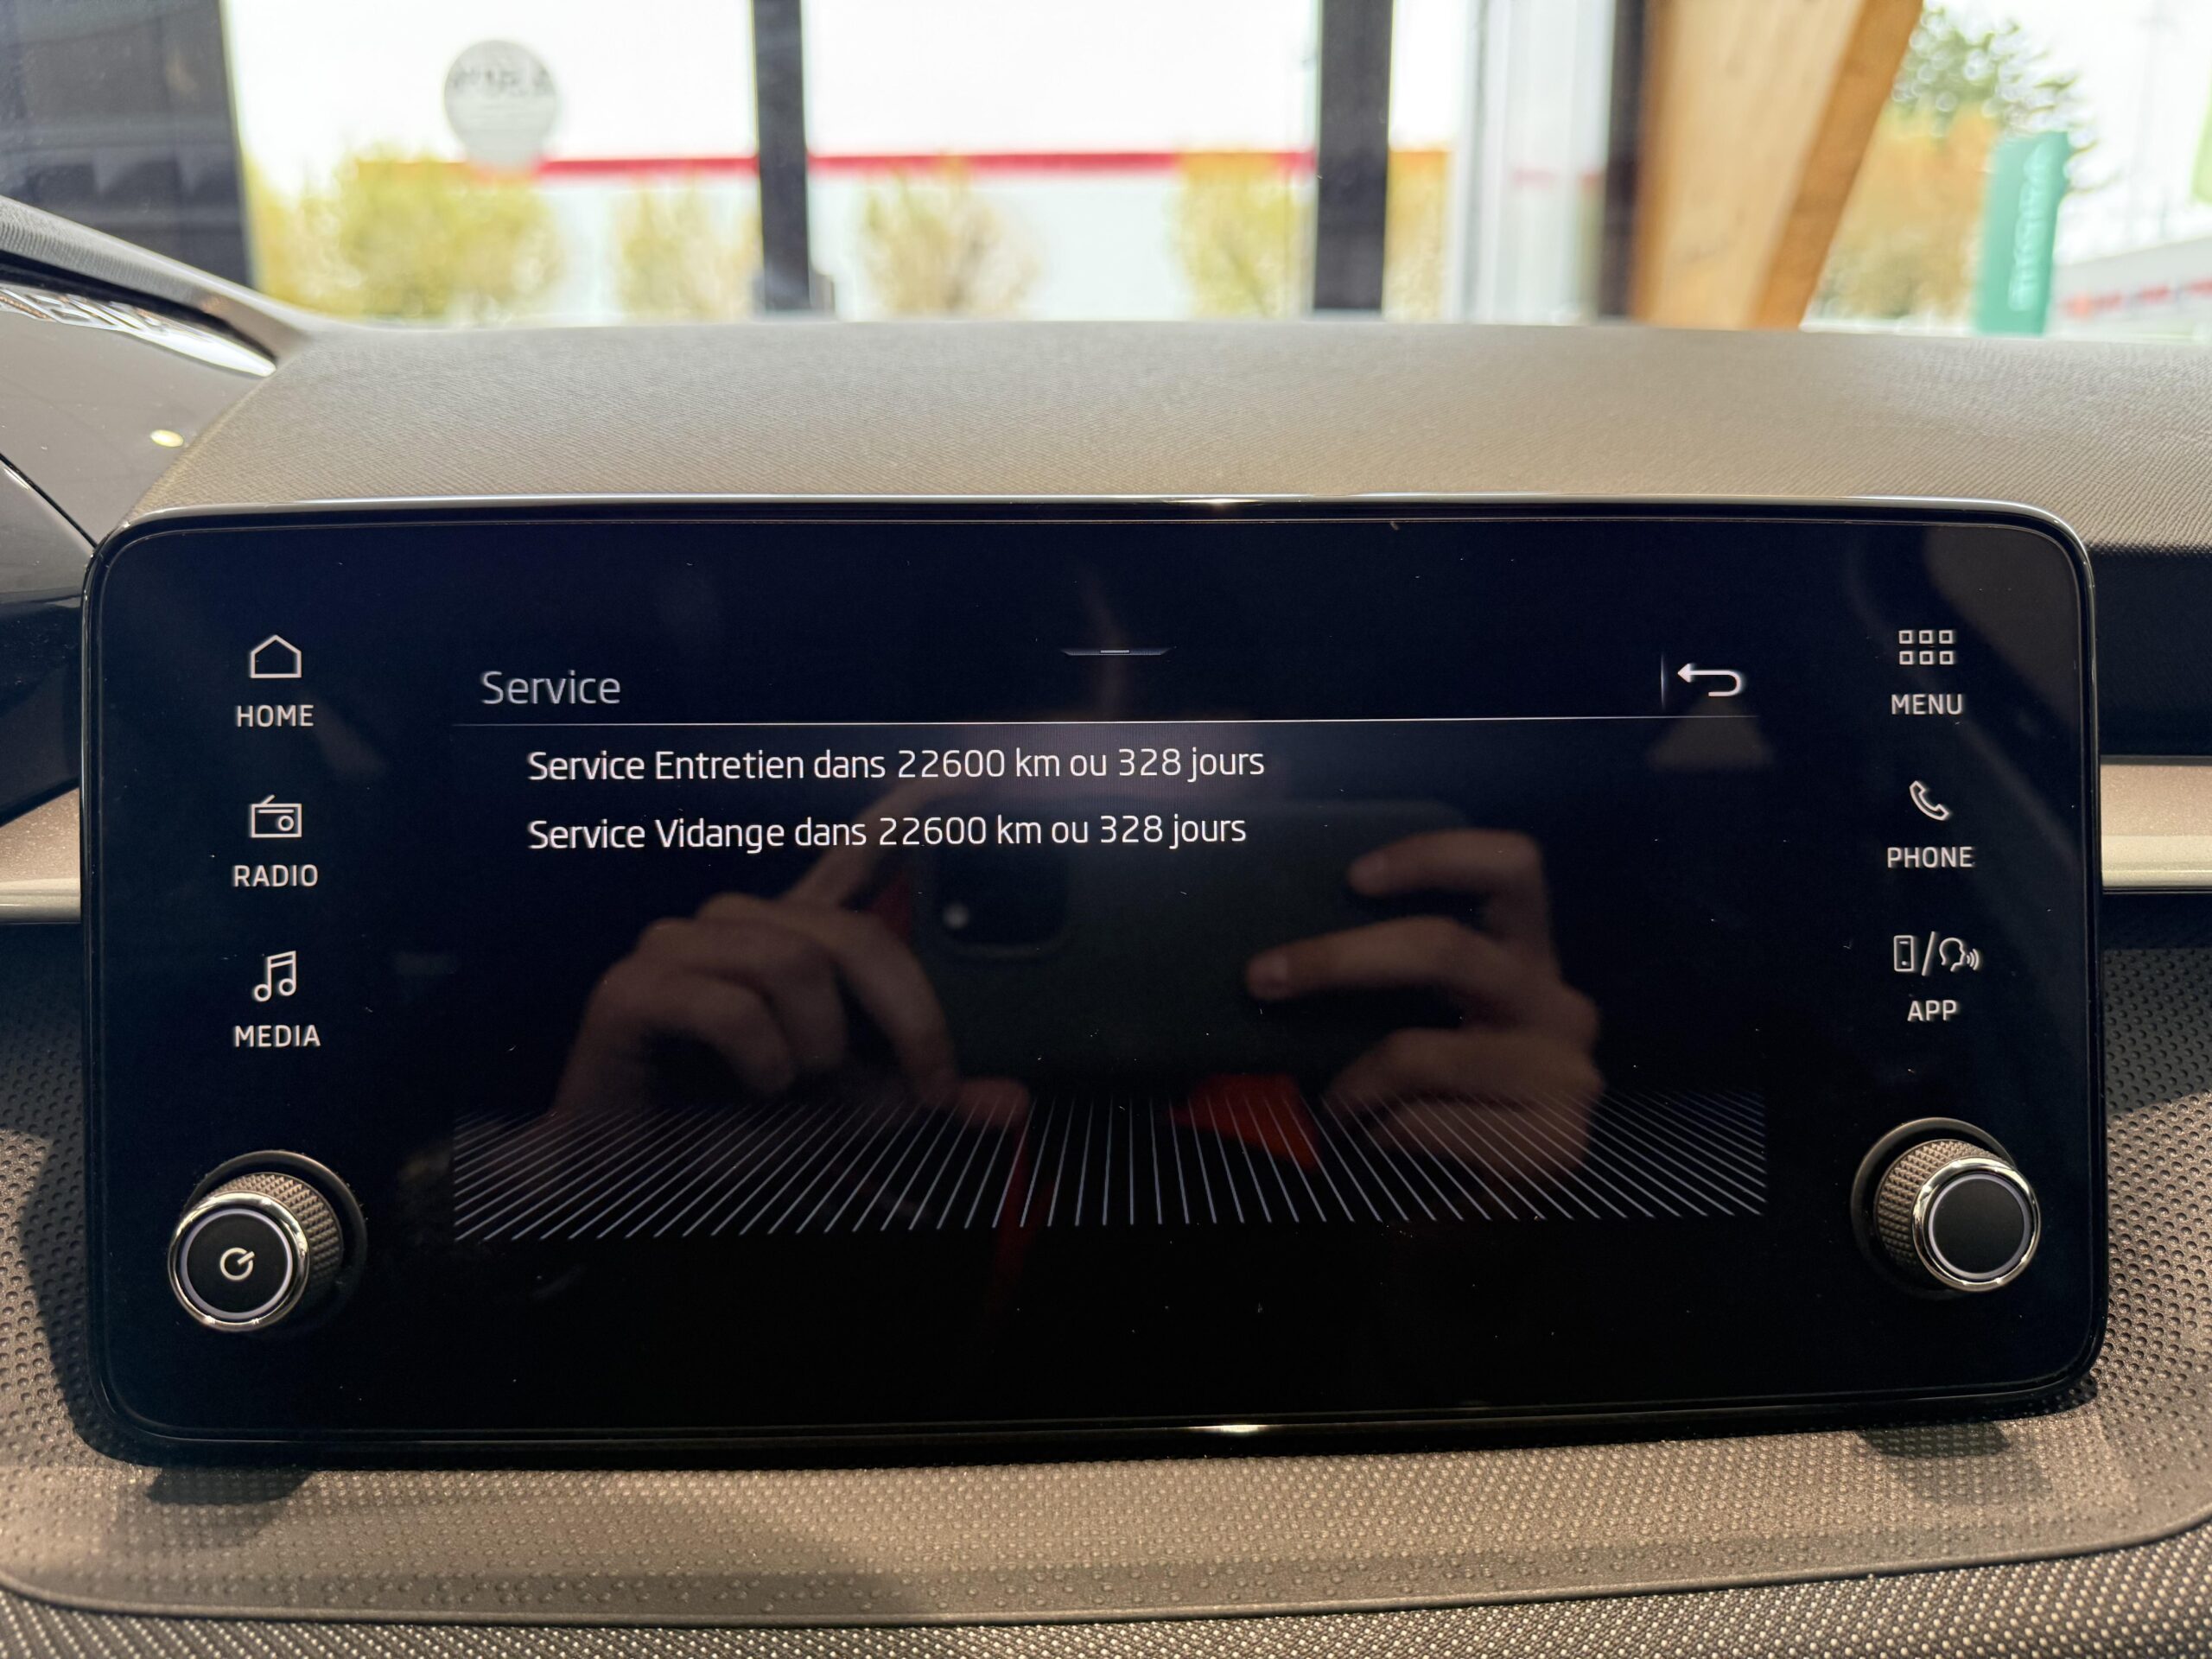 Service
Service Entretien dans 22600 km ou 328 jours
Service Vidange dans 22600 km ou 328 jours
HOME
RADIO
MEDIA
MENU
PHONE
APP